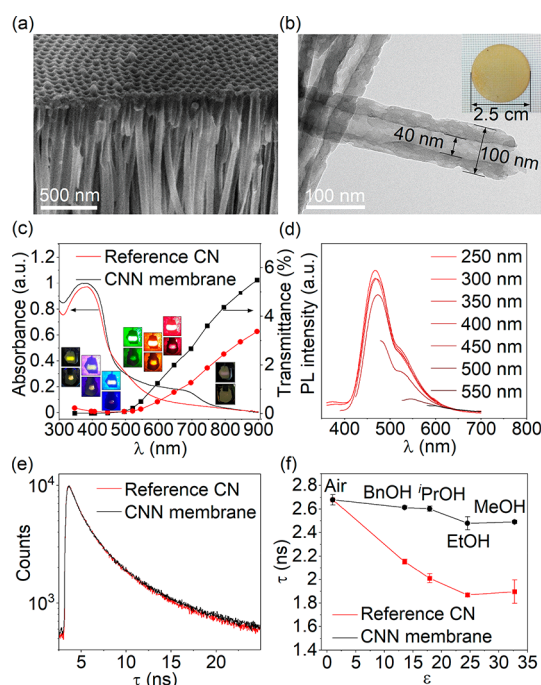 (a)
500 nm
(b)
2.5 cm
40 nm
100 nm
100 nm
(c)
Absorbance (a.u.)
1.2
1
0.8
0.6
0.4
0.2
0
Reference CN
CNN membrane
Transmittance (%)
6
4
2
0
300 400 500 600 700 800 900
λ (nm)
(d)
PL intensity (a.u.)
250 nm
300 nm
350 nm
400 nm
450 nm
500 nm
550 nm
400 500 600 700 800
λ (nm)
(e)
Counts
10⁴
10³
Reference CN
CNN membrane
5 10 15 20
τ (ns)
(f)
τ (ns)
2.8
2.6
2.4
2.2
2
1.8
1.6
1.4
Air
BnOH ⁱPrOH
MeOH
EtOH
Reference CN
CNN membrane
0 5 10 15 20 25 30 35
ε